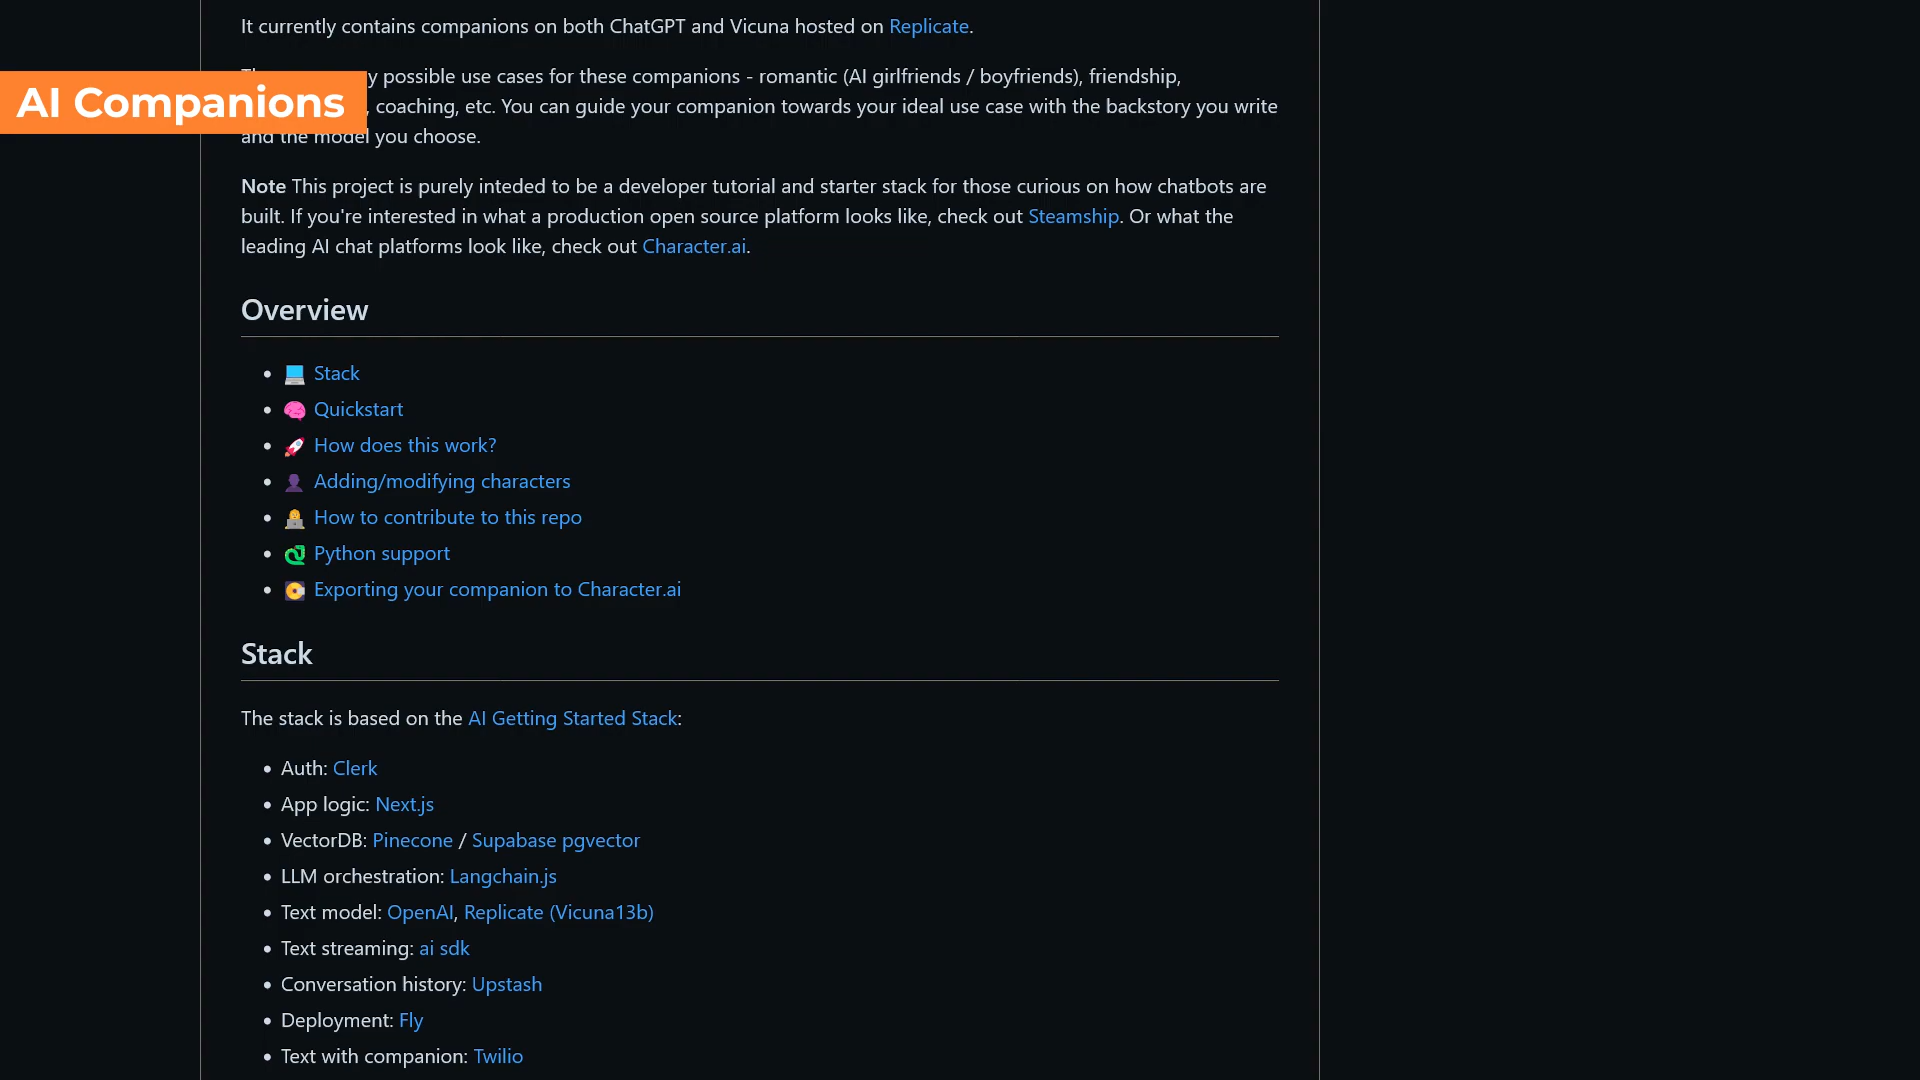 It currently contains companions on both ChatGPT and Vicuna hosted on Replicate.
y possible use cases for these companions - romantic (AI girlfriends / boyfriends), friendship,
AI Companions
, coaching, etc. You can guide your companion towards your ideal use case with the backstory you write
and the model you choose.
Note This project is purely inteded to be a developer tutorial and starter stack for those curious on how chatbots are
built. If you're interested in what a production open source platform looks like, check out Steamship. Or what the
leading AI chat platforms look like, check out Character.ai.
Overview
Stack
Quickstart
How does this work?
Adding/modifying characters
How to contribute to this repo
Python support
Exporting your companion to Character.ai
Stack
The stack is based on the AI Getting Started Stack:
Auth: Clerk
App logic: Next.js
VectorDB: Pinecone / Supabase pgvector
LLM orchestration: Langchain.js
Text model: OpenAI, Replicate (Vicuna13b)
Text streaming: ai sdk
Conversation history: Upstash
Deployment: Fly
Text with companion: Twilio